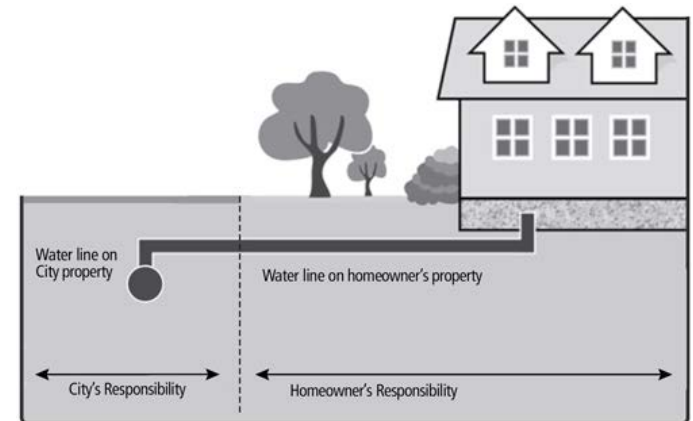 Water line on
City property
Water line on homeowner's property
City's Responsibility
Homeowner's Responsibility